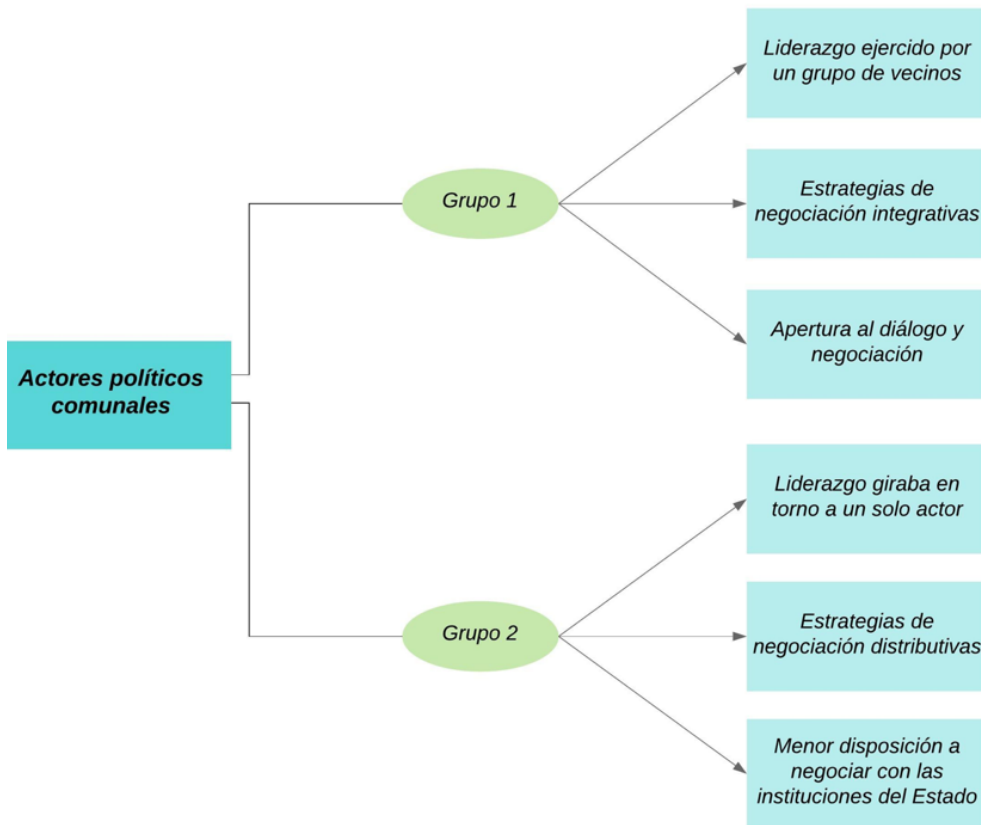 Actores políticos
comunales
Grupo 1
Liderazgo ejercido por
un grupo de vecinos
Estrategias de
negociación integrativas
Apertura al diálogo y
negociación
Grupo 2
Liderazgo giraba en
torno a un solo actor
Estrategias de
negociación distributivas
Menor disposición a
negociar con las
instituciones del Estado